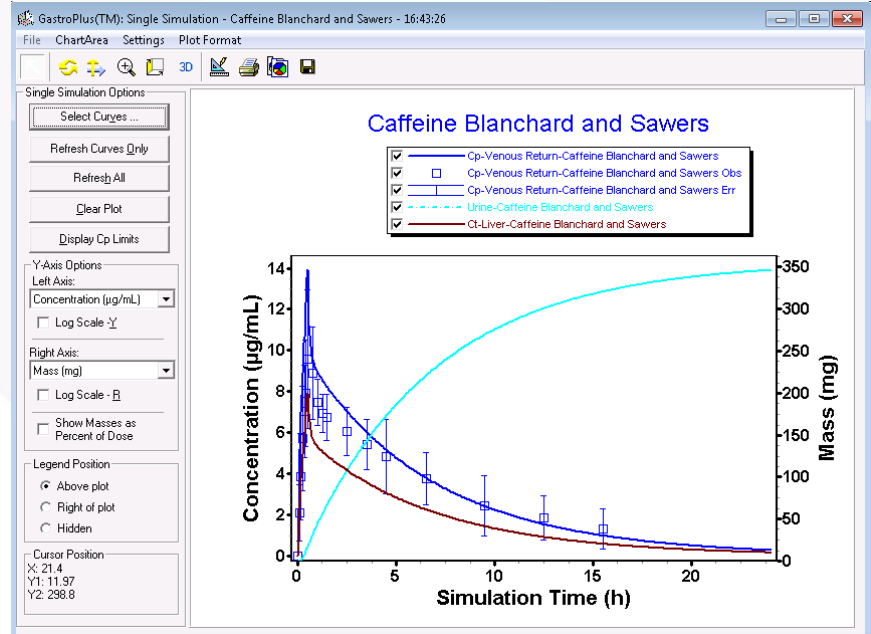 GastroPlus(TM): Single Simulation - Caffeine Blanchard and Sawers - 16:43:26
File ChartArea Settings Plot Format
3D
Single Simulation Options
Select Curves ...
Refresh Curves Only
Refresh All
Clear Plot
Display Cp Limits
Y-Axis Options
Left Axis:
Concentration (µg/mL)
Log Scale -Y
Right Axis:
Mass (mg)
Log Scale - R
Show Masses as
Percent of Dose
Legend Position
Above plot
Right of plot
Hidden
Cursor Position
X: 21.4
Y1: 11.97
Y2: 298.8
Caffeine Blanchard and Sawers
Cp-Venous Return-Caffeine Blanchard and Sawers
Cp-Venous Return-Caffeine Blanchard and Sawers Obs
Cp-Venous Return-Caffeine Blanchard and Sawers Err
Urine-Caffeine Blanchard and Sawers
Ct-Liver-Caffeine Blanchard and Sawers
Concentration (µg/mL)
14
12
10
8
6
4
2
0
350
300
250
200
150
100
50
0
Mass (mg)
0 5 10 15 20
Simulation Time (h)